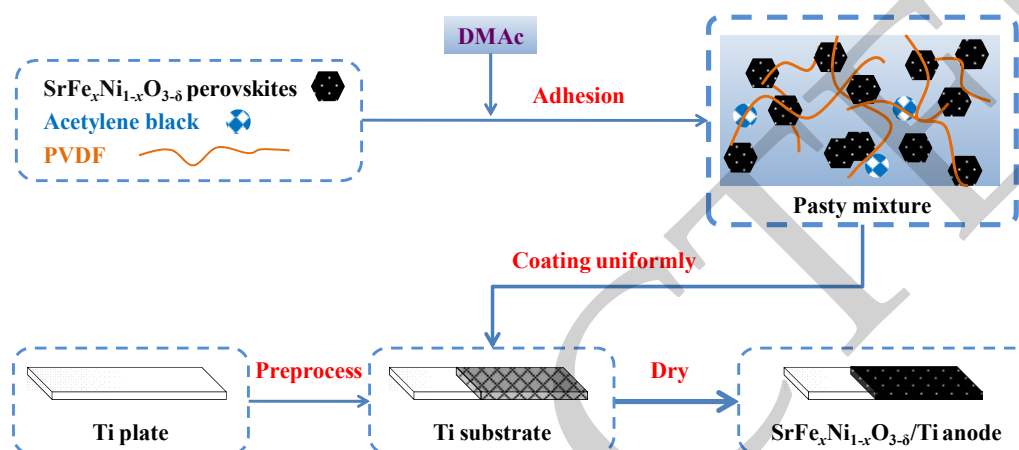 DMAc
SrFeₓNi₁₋ₓO₃₋δ perovskites
Acetylene black
PVDF
Adhesion
Pasty mixture
Coating uniformly
Preprocess
Dry
Ti plate
Ti substrate
SrFeₓNi₁₋ₓO₃₋δ/Ti anode